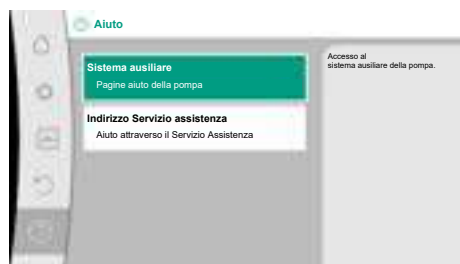 Aiuto
Sistema ausiliare
Pagine aiuto della pompa
Indirizzo Servizio assistenza
Aiuto attraverso il Servizio Assistenza
Accesso al
sistema ausiliare della pompa.